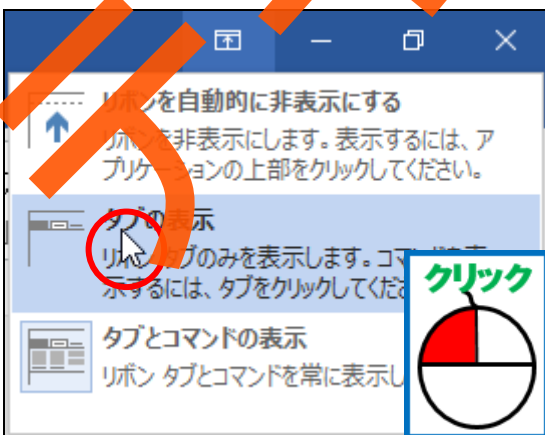 リボンを自動的に非表示にする
リボンを非表示にします。表示するには、ア
プリケーションの上部をクリックしてください。
タブの表示
リボン タブのみを表示します。コマンドを表
示するには、タブをクリックしてくだ
クリック
タブとコマンドの表示
リボン タブとコマンドを常に表示し